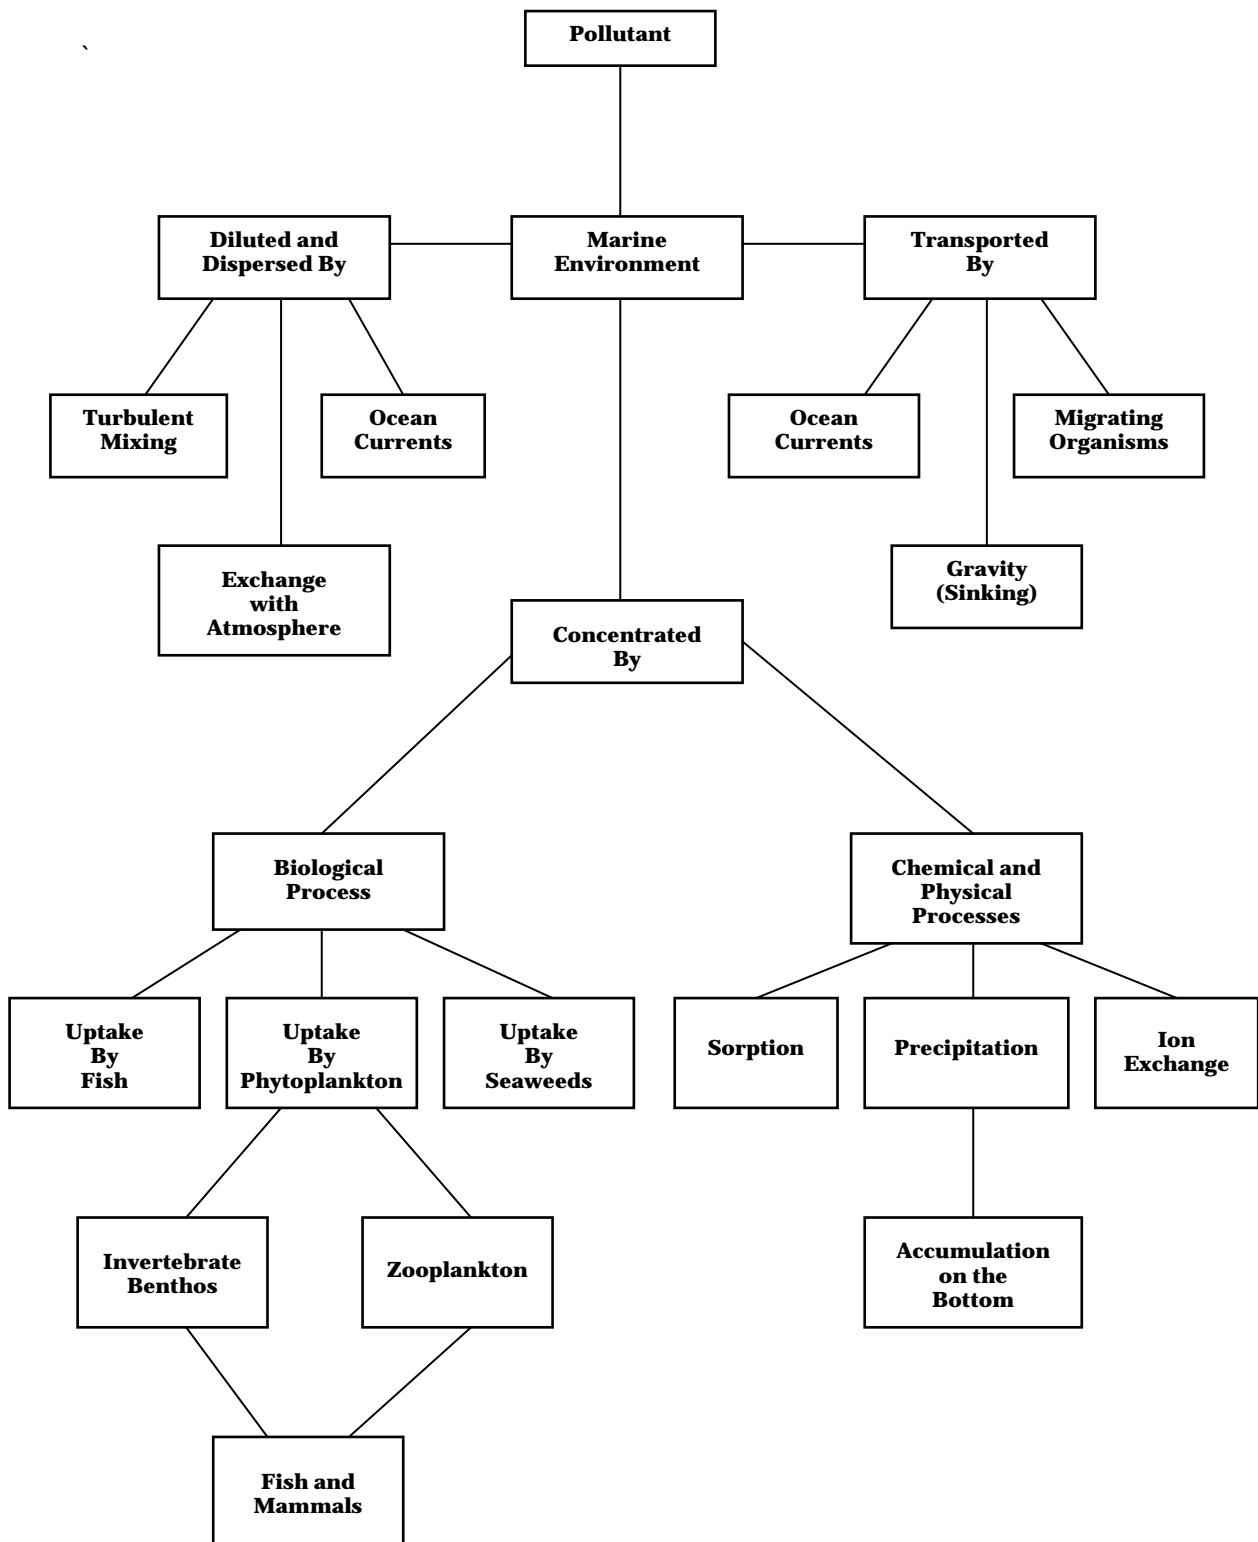 Pollutant
`
Diluted and
Dispersed By
Marine
Environment
Transported
By
Turbulent
Mixing
Ocean
Currents
Ocean
Currents
Migrating
Organisms
Exchange
with
Atmosphere
Gravity
(Sinking)
Concentrated
By
Biological
Process
Chemical and
Physical
Processes
Uptake
By
Fish
Uptake
By
Phytoplankton
Uptake
By
Seaweeds
Sorption
Precipitation
Ion
Exchange
Invertebrate
Benthos
Zooplankton
Accumulation
on the
Bottom
Fish and
Mammals